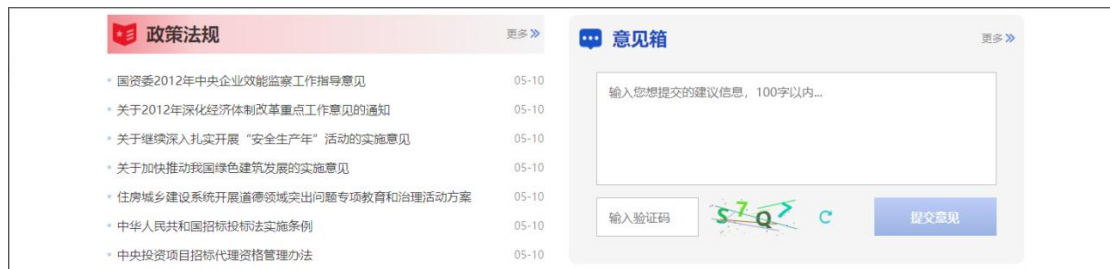 政策法规
更多
国资委2012年中央企业效能监察工作指导意见 05-10
关于2012年深化经济体制改革重点工作意见的通知 05-10
关于继续深入扎实开展“安全生产年”活动的实施意见 05-10
关于加快推动我国绿色建筑发展的实施意见 05-10
住房城乡建设系统开展道德领域突出问题专项教育和治理活动方案 05-10
中华人民共和国招标投标法实施条例 05-10
中央投资项目招标代理资格管理办法 05-10
意见箱
更多
输入您想提交的建议信息，100字以内...
输入验证码
S7Q7
提交意见